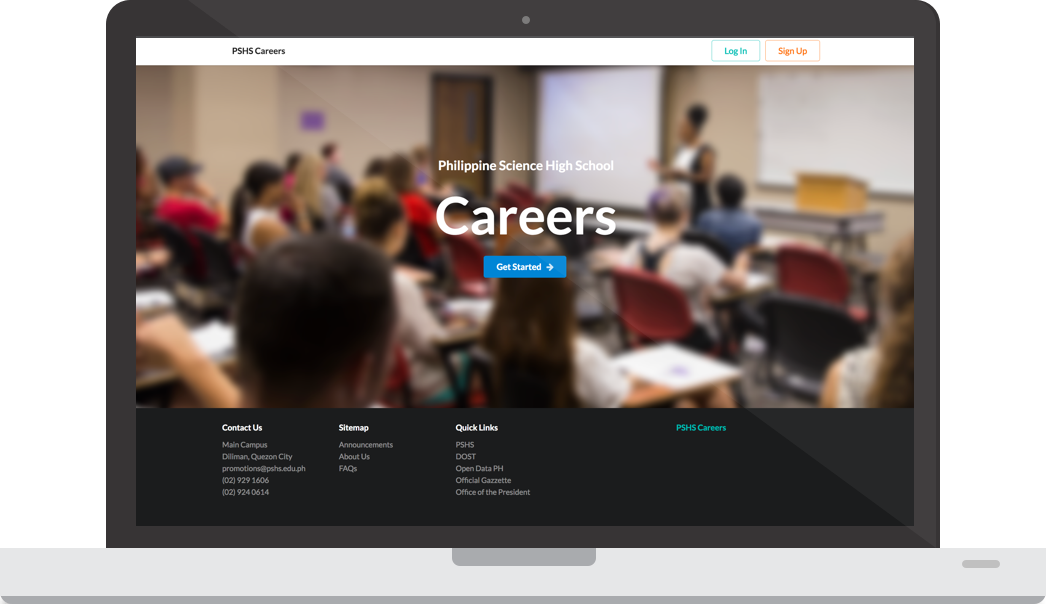 PSHS Careers
Log In
Sign Up
Philippine Science High School
Careers
Get Started
Contact Us
Main Campus
Diliman, Quezon City
promotions@pshs.edu.ph
(02) 929 1606
(02) 924 0614
Sitemap
Announcements
About Us
FAQs
Quick Links
PSHS
DOST
Open Data PH
Official Gazzette
Office of the President
PSHS Careers